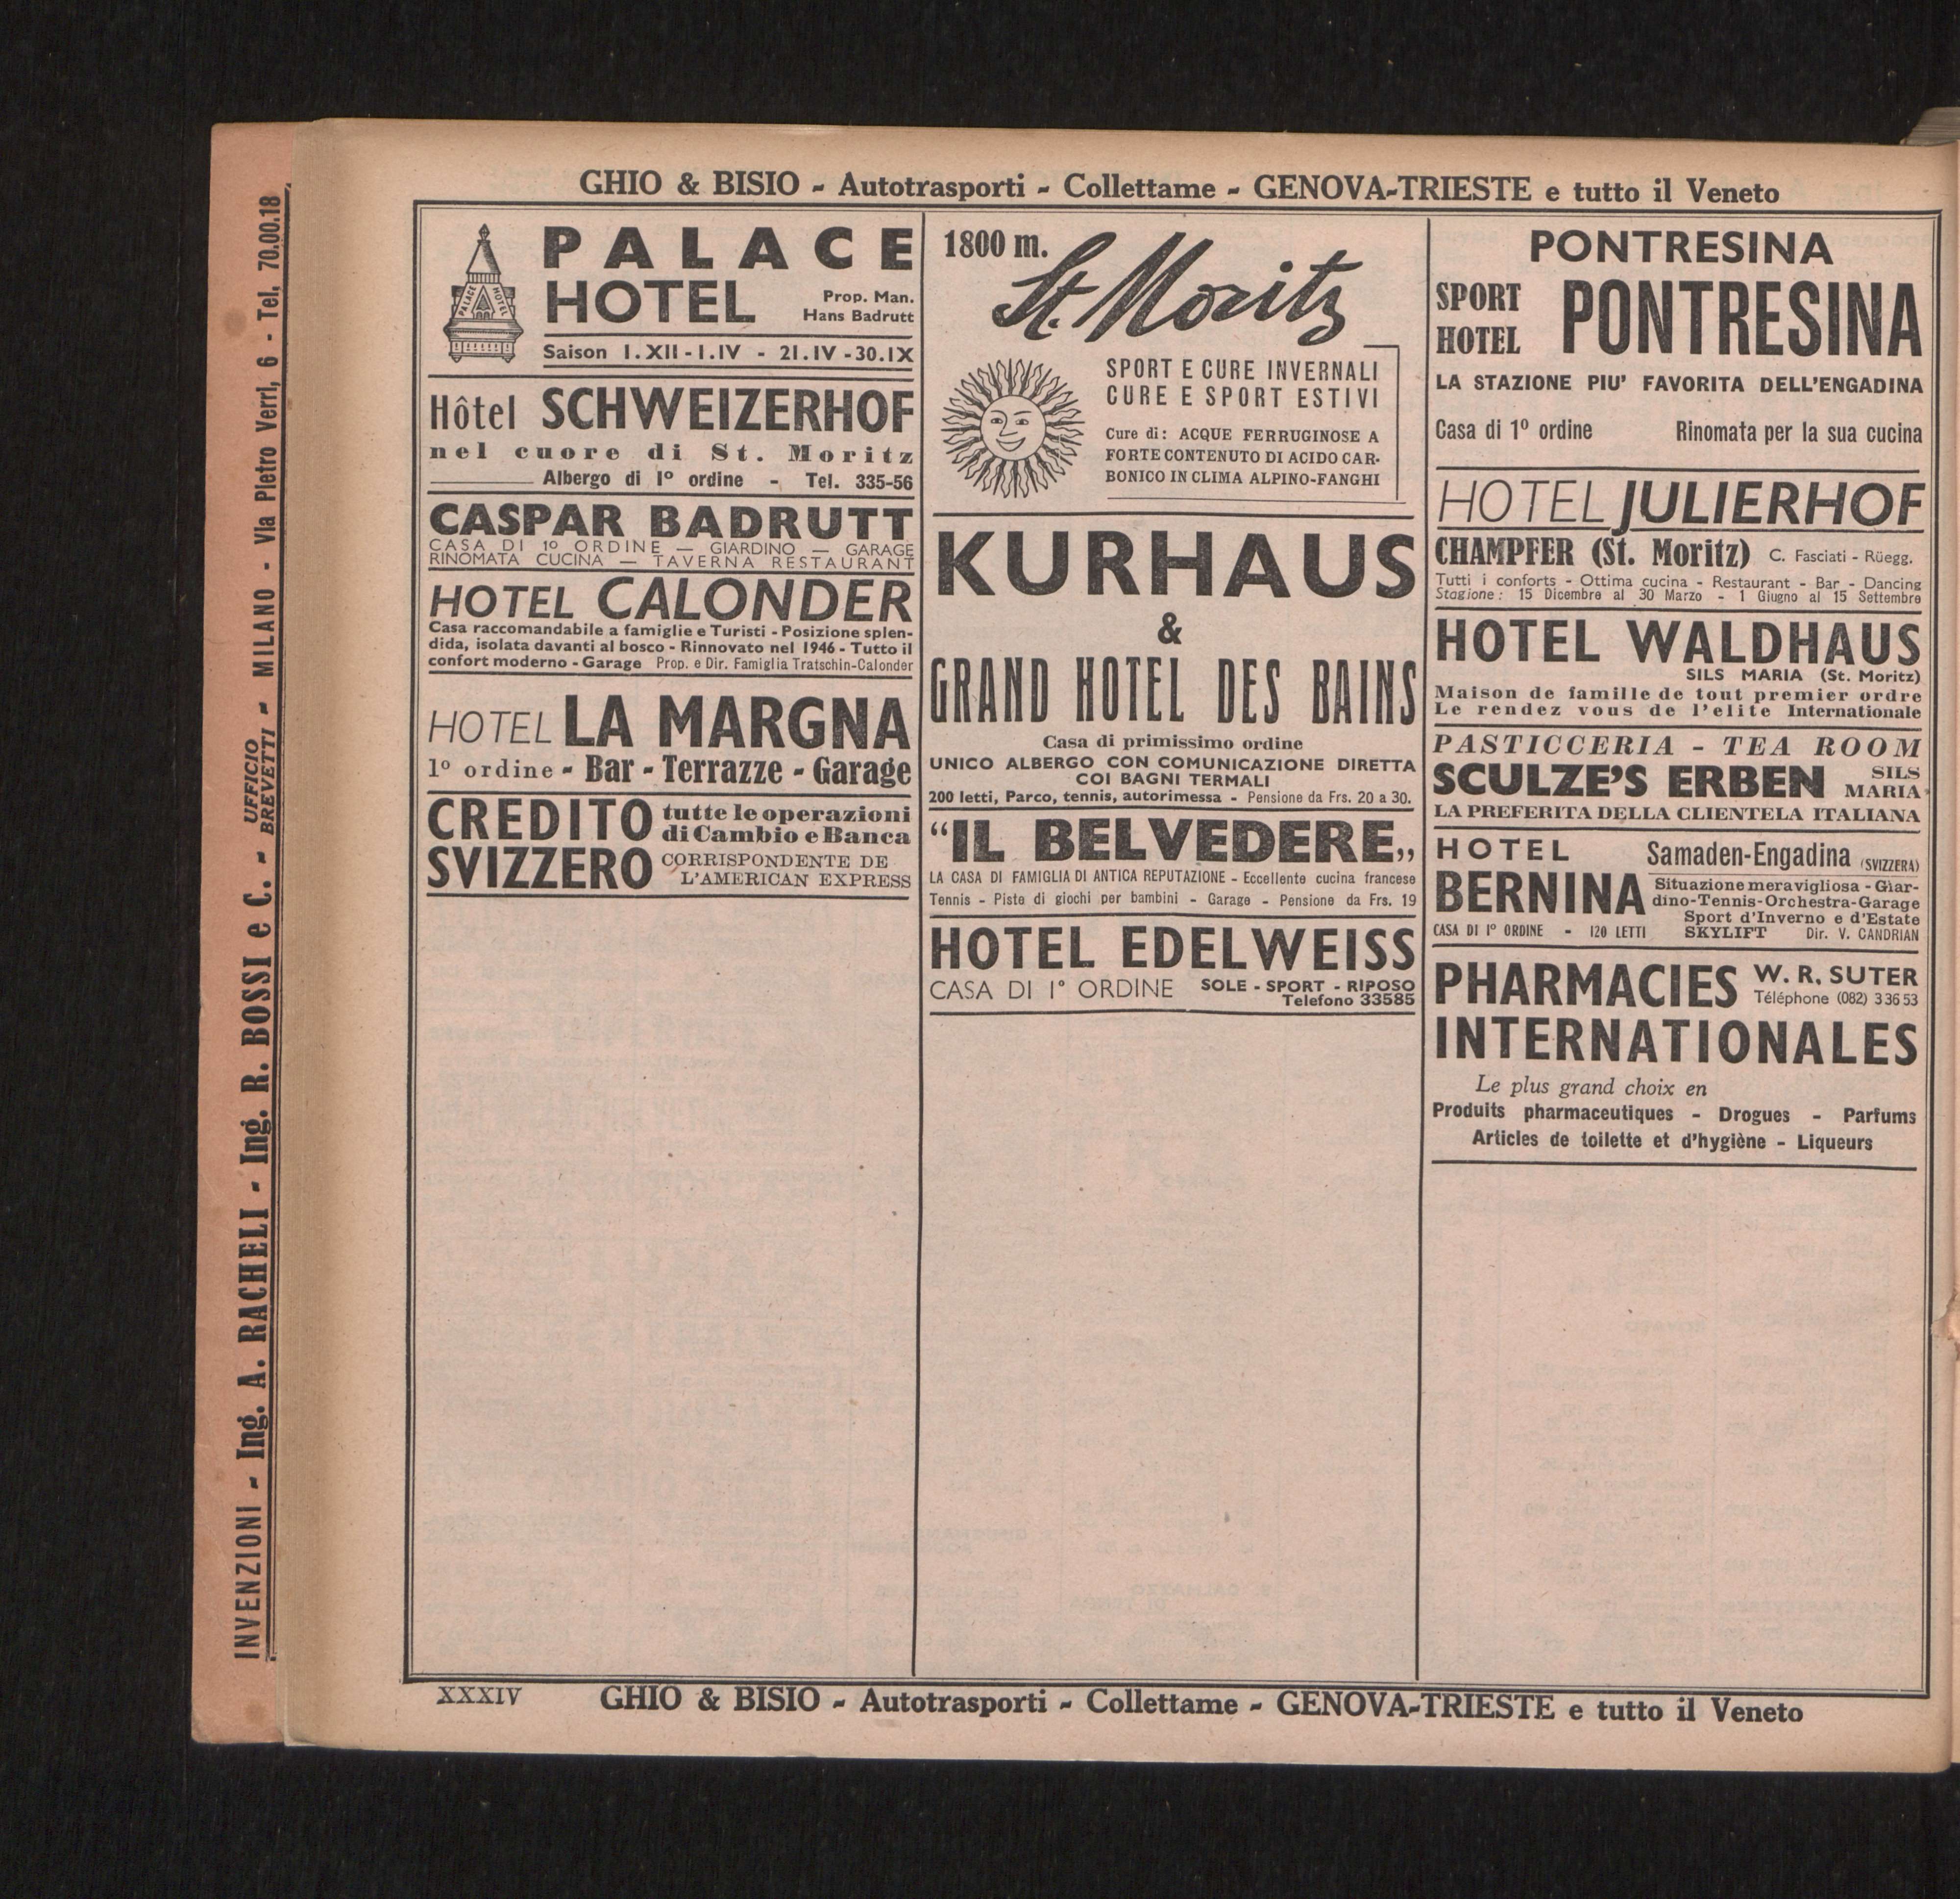 GHIO & BISIO - Autotrasporti - Collettame - GENOVA-TRIESTE e tutto il Veneto
PALACE HOTEL
PALACE
HOTEL
Prop. Man.
Hans Badrutt
Saison 1.XII-1.IV - 21.IV-30.IX
Hôtel SCHWEIZERHOF
nel cuore di St. Moritz
Albergo di Iº ordine - Tel. 335-56
CASPAR BADRUTT
CASA DI 1º ORDINE — GIARDINO — GARAGE
RINOMATA CUCINA — TAVERNA RESTAURANT
HOTEL CALONDER
Casa raccomandabile a famiglie e Turisti - Posizione splen-
dida, isolata davanti al bosco - Rinnovato nel 1946 - Tutto il
confort moderno - Garage Prop. e Dir. Famiglia Tratschin-Calonder
HOTEL LA MARGNA
1º ordine - Bar - Terrazze - Garage
CREDITO
SVIZZERO
tutte le operazioni
di Cambio e Banca
CORRISPONDENTE DE
L'AMERICAN EXPRESS
1800 m.
St. Moritz
SPORT E CURE INVERNALI
CURE E SPORT ESTIVI
Cure di: ACQUE FERRUGINOSE A
FORTE CONTENUTO DI ACIDO CAR-
BONICO IN CLIMA ALPINO-FANGHI
KURHAUS
&
GRAND HOTEL DES BAINS
Casa di primissimo ordine
UNICO ALBERGO CON COMUNICAZIONE DIRETTA
COI BAGNI TERMALI
200 letti, Parco, tennis, autorimessa - Pensione da Frs. 20 a 30.
“IL BELVEDERE„
LA CASA DI FAMIGLIA DI ANTICA REPUTAZIONE - Eccellente cucina francese
Tennis - Piste di giochi per bambini - Garage - Pensione da Frs. 19
HOTEL EDELWEISS
CASA DI I° ORDINE
SOLE - SPORT - RIPOSO
Telefono 33585
PONTRESINA
SPORT
HOTEL
PONTRESINA
LA STAZIONE PIU' FAVORITA DELL'ENGADINA
Casa di 1º ordine Rinomata per la sua cucina
HOTEL JULIERHOF
CHAMPFER (St. Moritz) C. Fasciati - Rüegg.
Tutti i conforts - Ottima cucina - Restaurant - Bar - Dancing
Stagione: 15 Dicembre al 30 Marzo - 1 Giugno al 15 Settembre
HOTEL WALDHAUS
SILS MARIA (St. Moritz)
Maison de famille de tout premier ordre
Le rendez vous de l'elite Internationale
PASTICCERIA - TEA ROOM
SCULZE'S ERBEN
SILS
MARIA
LA PREFERITA DELLA CLIENTELA ITALIANA
HOTEL
BERNINA
CASA DI Iº ORDINE - 120 LETTI
Samaden-Engadina (SVIZZERA)
Situazione meravigliosa - Giar-
dino-Tennis-Orchestra-Garage
Sport d'Inverno e d'Estate
SKYLIFT Dir. V. CANDRIAN
PHARMACIES
W. R. SUTER
Téléphone (082) 3 36 53
INTERNATIONALES
Le plus grand choix en
Produits pharmaceutiques - Drogues - Parfums
Articles de toilette et d'hygiène - Liqueurs
XXXIV
GHIO & BISIO - Autotrasporti - Collettame - GENOVA-TRIESTE e tutto il Veneto
INVENZIONI - Ing. A. RACHELI - Ing. R. BOSSI e C. - UFFICIO BREVETTI - MILANO - Via Pietro Verri, 6 - Tel. 70.00.18